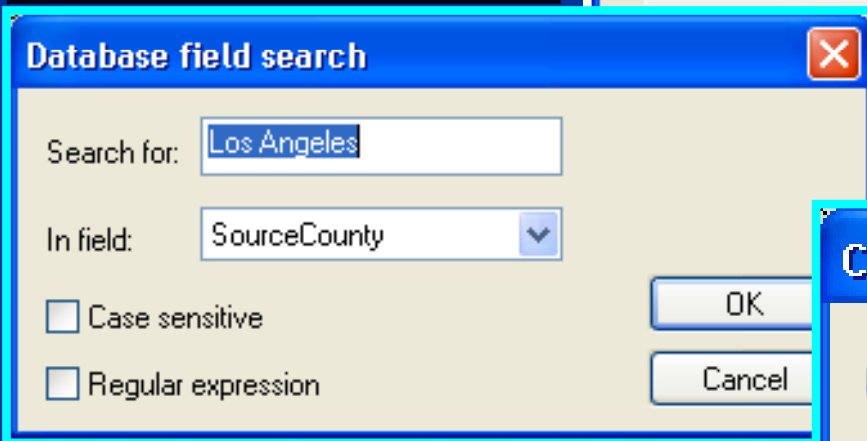 Database field search
Search for: Los Angeles
In field: SourceCounty
Case sensitive
OK
Regular expression
Cancel